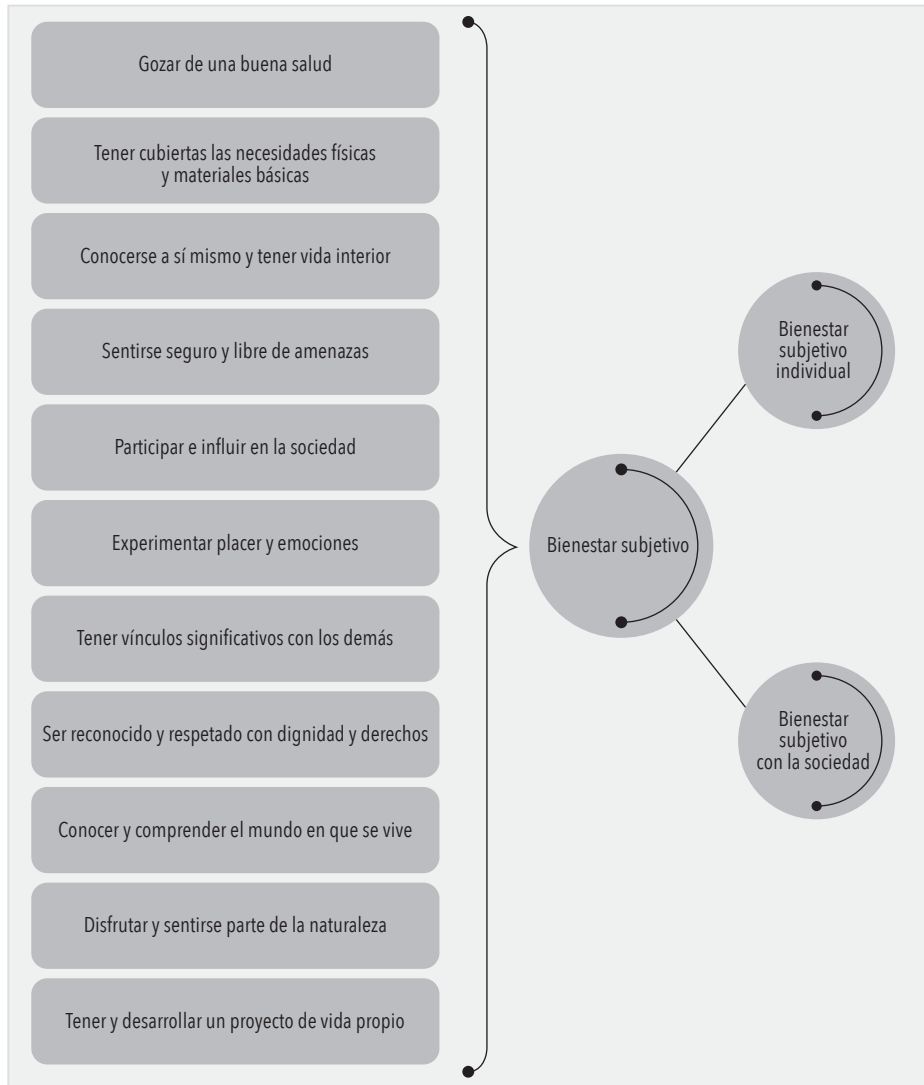 Gozar de una buena salud
Tener cubiertas las necesidades físicas
y materiales básicas
Conocerse a sí mismo y tener vida interior
Sentirse seguro y libre de amenazas
Participar e influir en la sociedad
Experimentar placer y emociones
Tener vínculos significativos con los demás
Ser reconocido y respetado con dignidad y derechos
Conocer y comprender el mundo en que se vive
Disfrutar y sentirse parte de la naturaleza
Tener y desarrollar un proyecto de vida propio
Bienestar subjetivo
Bienestar
subjetivo
individual
Bienestar
subjetivo
con la sociedad